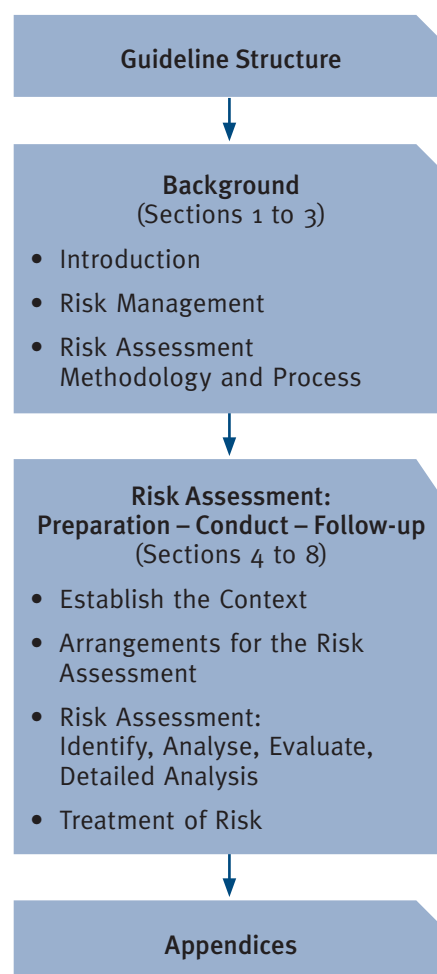 Guideline Structure
Background
(Sections 1 to 3)
• Introduction
• Risk Management
• Risk Assessment
Methodology and Process
Risk Assessment:
Preparation – Conduct – Follow-up
(Sections 4 to 8)
• Establish the Context
• Arrangements for the Risk
Assessment
• Risk Assessment:
Identify, Analyse, Evaluate,
Detailed Analysis
• Treatment of Risk
Appendices